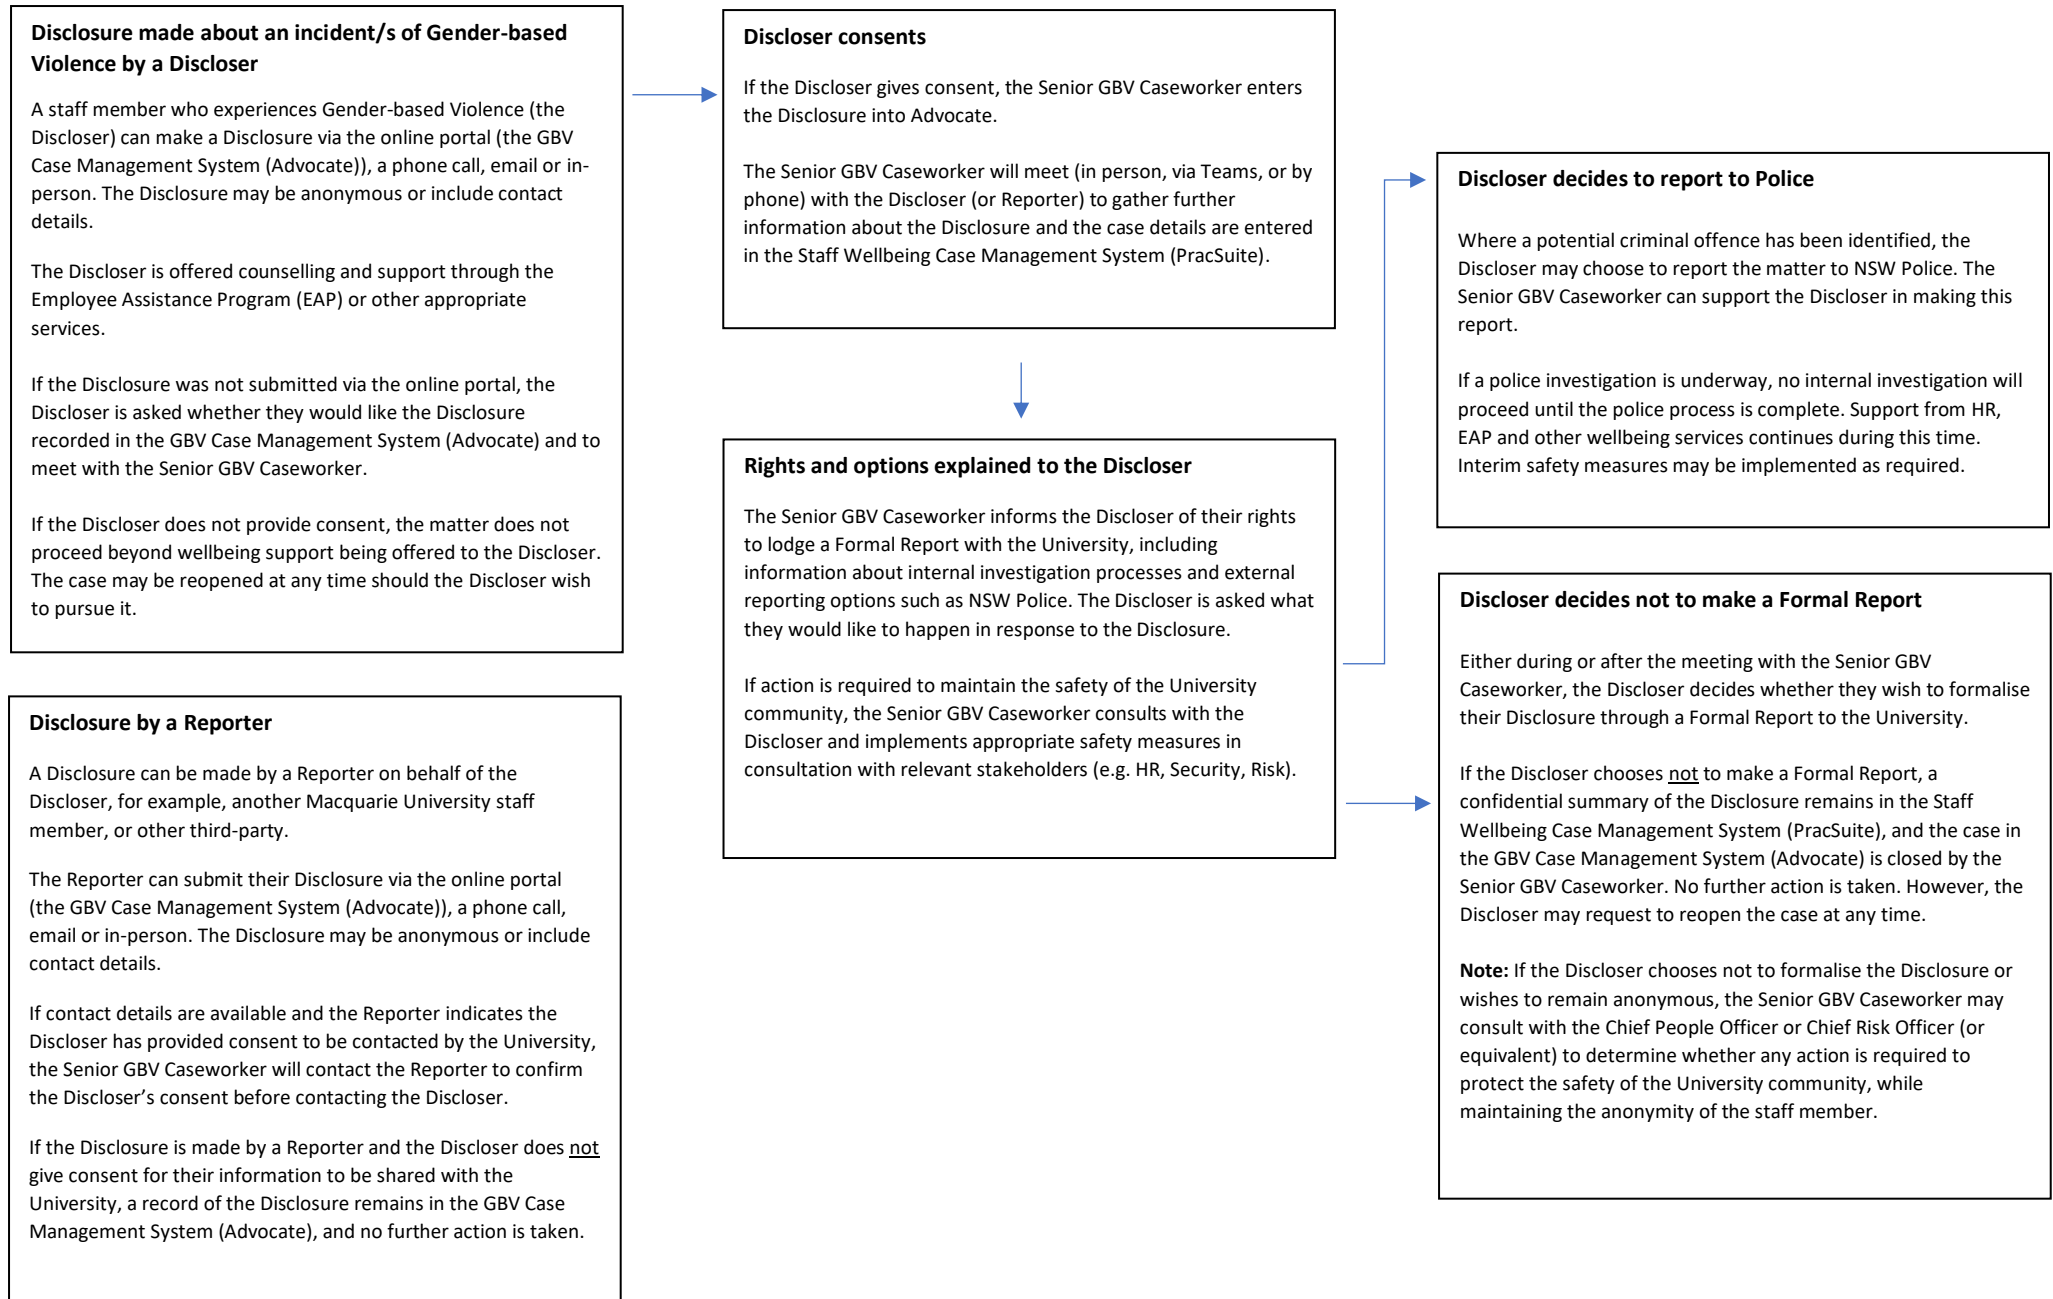 Disclosure made about an incident/s of Gender-based
Violence by a Discloser
A staff member who experiences Gender-based Violence (the
Discloser) can make a Disclosure via the online portal (the GBV
Case Management System (Advocate)), a phone call, email or in-
person. The Disclosure may be anonymous or include contact
details.
The Discloser is offered counselling and support through the
Employee Assistance Program (EAP) or other appropriate
services.
If the Disclosure was not submitted via the online portal, the
Discloser is asked whether they would like the Disclosure
recorded in the GBV Case Management System (Advocate) and to
meet with the Senior GBV Caseworker.
If the Discloser does not provide consent, the matter does not
proceed beyond wellbeing support being offered to the Discloser.
The case may be reopened at any time should the Discloser wish
to pursue it.
Disclosure by a Reporter
A Disclosure can be made by a Reporter on behalf of the
Discloser, for example, another Macquarie University staff
member, or other third-party.
The Reporter can submit their Disclosure via the online portal
(the GBV Case Management System (Advocate)), a phone call,
email or in-person. The Disclosure may be anonymous or include
contact details.
If contact details are available and the Reporter indicates the
Discloser has provided consent to be contacted by the University,
the Senior GBV Caseworker will contact the Reporter to confirm
the Discloser’s consent before contacting the Discloser.
If the Disclosure is made by a Reporter and the Discloser does not
give consent for their information to be shared with the
University, a record of the Disclosure remains in the GBV Case
Management System (Advocate), and no further action is taken.
Discloser consents
If the Discloser gives consent, the Senior GBV Caseworker enters
the Disclosure into Advocate.
The Senior GBV Caseworker will meet (in person, via Teams, or by
phone) with the Discloser (or Reporter) to gather further
information about the Disclosure and the case details are entered
in the Staff Wellbeing Case Management System (PracSuite).
Rights and options explained to the Discloser
The Senior GBV Caseworker informs the Discloser of their rights
to lodge a Formal Report with the University, including
information about internal investigation processes and external
reporting options such as NSW Police. The Discloser is asked what
they would like to happen in response to the Disclosure.
If action is required to maintain the safety of the University
community, the Senior GBV Caseworker consults with the
Discloser and implements appropriate safety measures in
consultation with relevant stakeholders (e.g. HR, Security, Risk).
Discloser decides to report to Police
Where a potential criminal offence has been identified, the
Discloser may choose to report the matter to NSW Police. The
Senior GBV Caseworker can support the Discloser in making this
report.
If a police investigation is underway, no internal investigation will
proceed until the police process is complete. Support from HR,
EAP and other wellbeing services continues during this time.
Interim safety measures may be implemented as required.
Discloser decides not to make a Formal Report
Either during or after the meeting with the Senior GBV
Caseworker, the Discloser decides whether they wish to formalise
their Disclosure through a Formal Report to the University.
If the Discloser chooses not to make a Formal Report, a
confidential summary of the Disclosure remains in the Staff
Wellbeing Case Management System (PracSuite), and the case in
the GBV Case Management System (Advocate) is closed by the
Senior GBV Caseworker. No further action is taken. However, the
Discloser may request to reopen the case at any time.
Note: If the Discloser chooses not to formalise the Disclosure or
wishes to remain anonymous, the Senior GBV Caseworker may
consult with the Chief People Officer or Chief Risk Officer (or
equivalent) to determine whether any action is required to
protect the safety of the University community, while
maintaining the anonymity of the staff member.